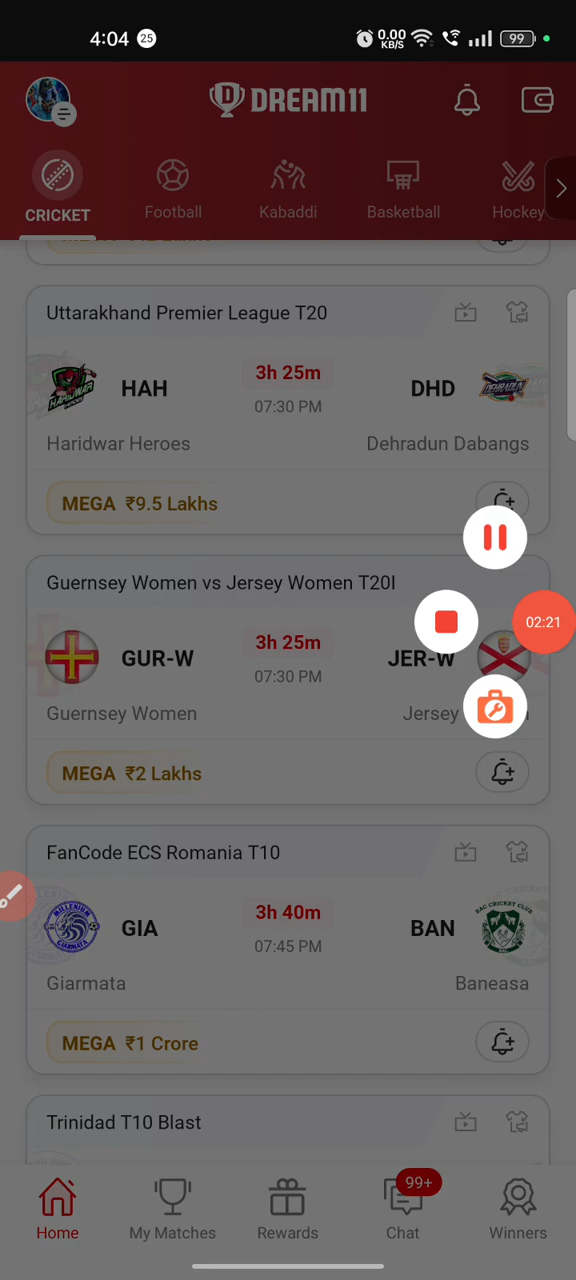 4:04 25 0.00 KB/S 99
DREAM11
CRICKET Football Kabaddi Basketball Hockey
Uttarakhand Premier League T20
HAH 3h 25m DHD
07:30 PM
Haridwar Heroes Dehradun Dabangs
MEGA ₹9.5 Lakhs
Guernsey Women vs Jersey Women T20I
GUR-W 3h 25m JER-W
07:30 PM
02:21
Guernsey Women Jersey
MEGA ₹2 Lakhs
FanCode ECS Romania T10
GIA 3h 40m BAN
07:45 PM
Giarmata Baneasa
MEGA ₹1 Crore
Trinidad T10 Blast
99+
Home My Matches Rewards Chat Winners